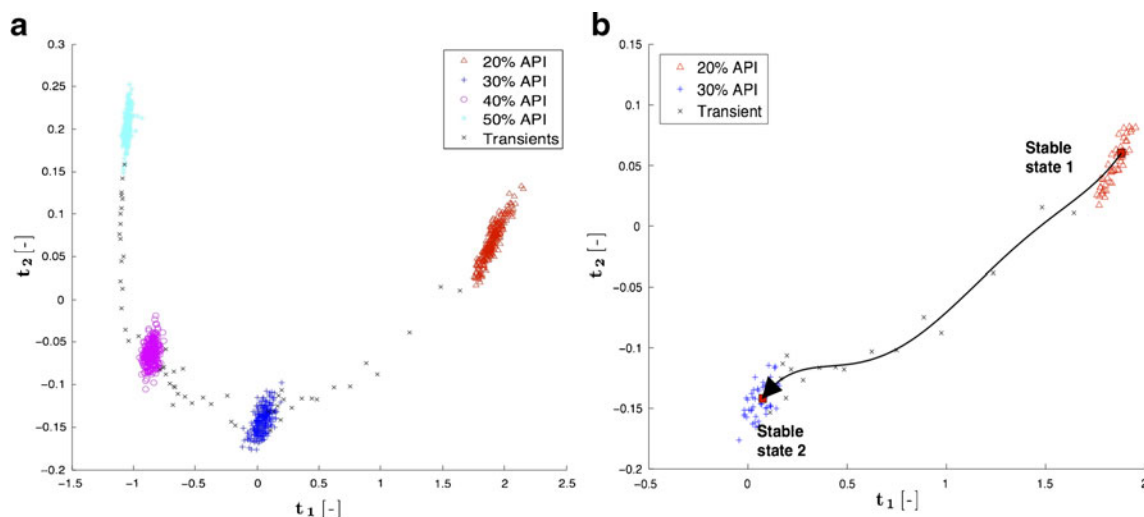 a
0.3
0.25
0.2
0.15
0.1
0.05
0
−0.05
−0.1
−0.15
−0.2
t2 [-]
−1.5 −1 −0.5 0 0.5 1 1.5 2 2.5
t1 [-]
20% API
30% API
40% API
50% API
Transients
b
0.15
0.1
0.05
0
−0.05
−0.1
−0.15
−0.2
t2 [-]
−0.5 0 0.5 1 1.5 2
t1 [-]
20% API
30% API
Transient
Stable
state 1
Stable
state 2